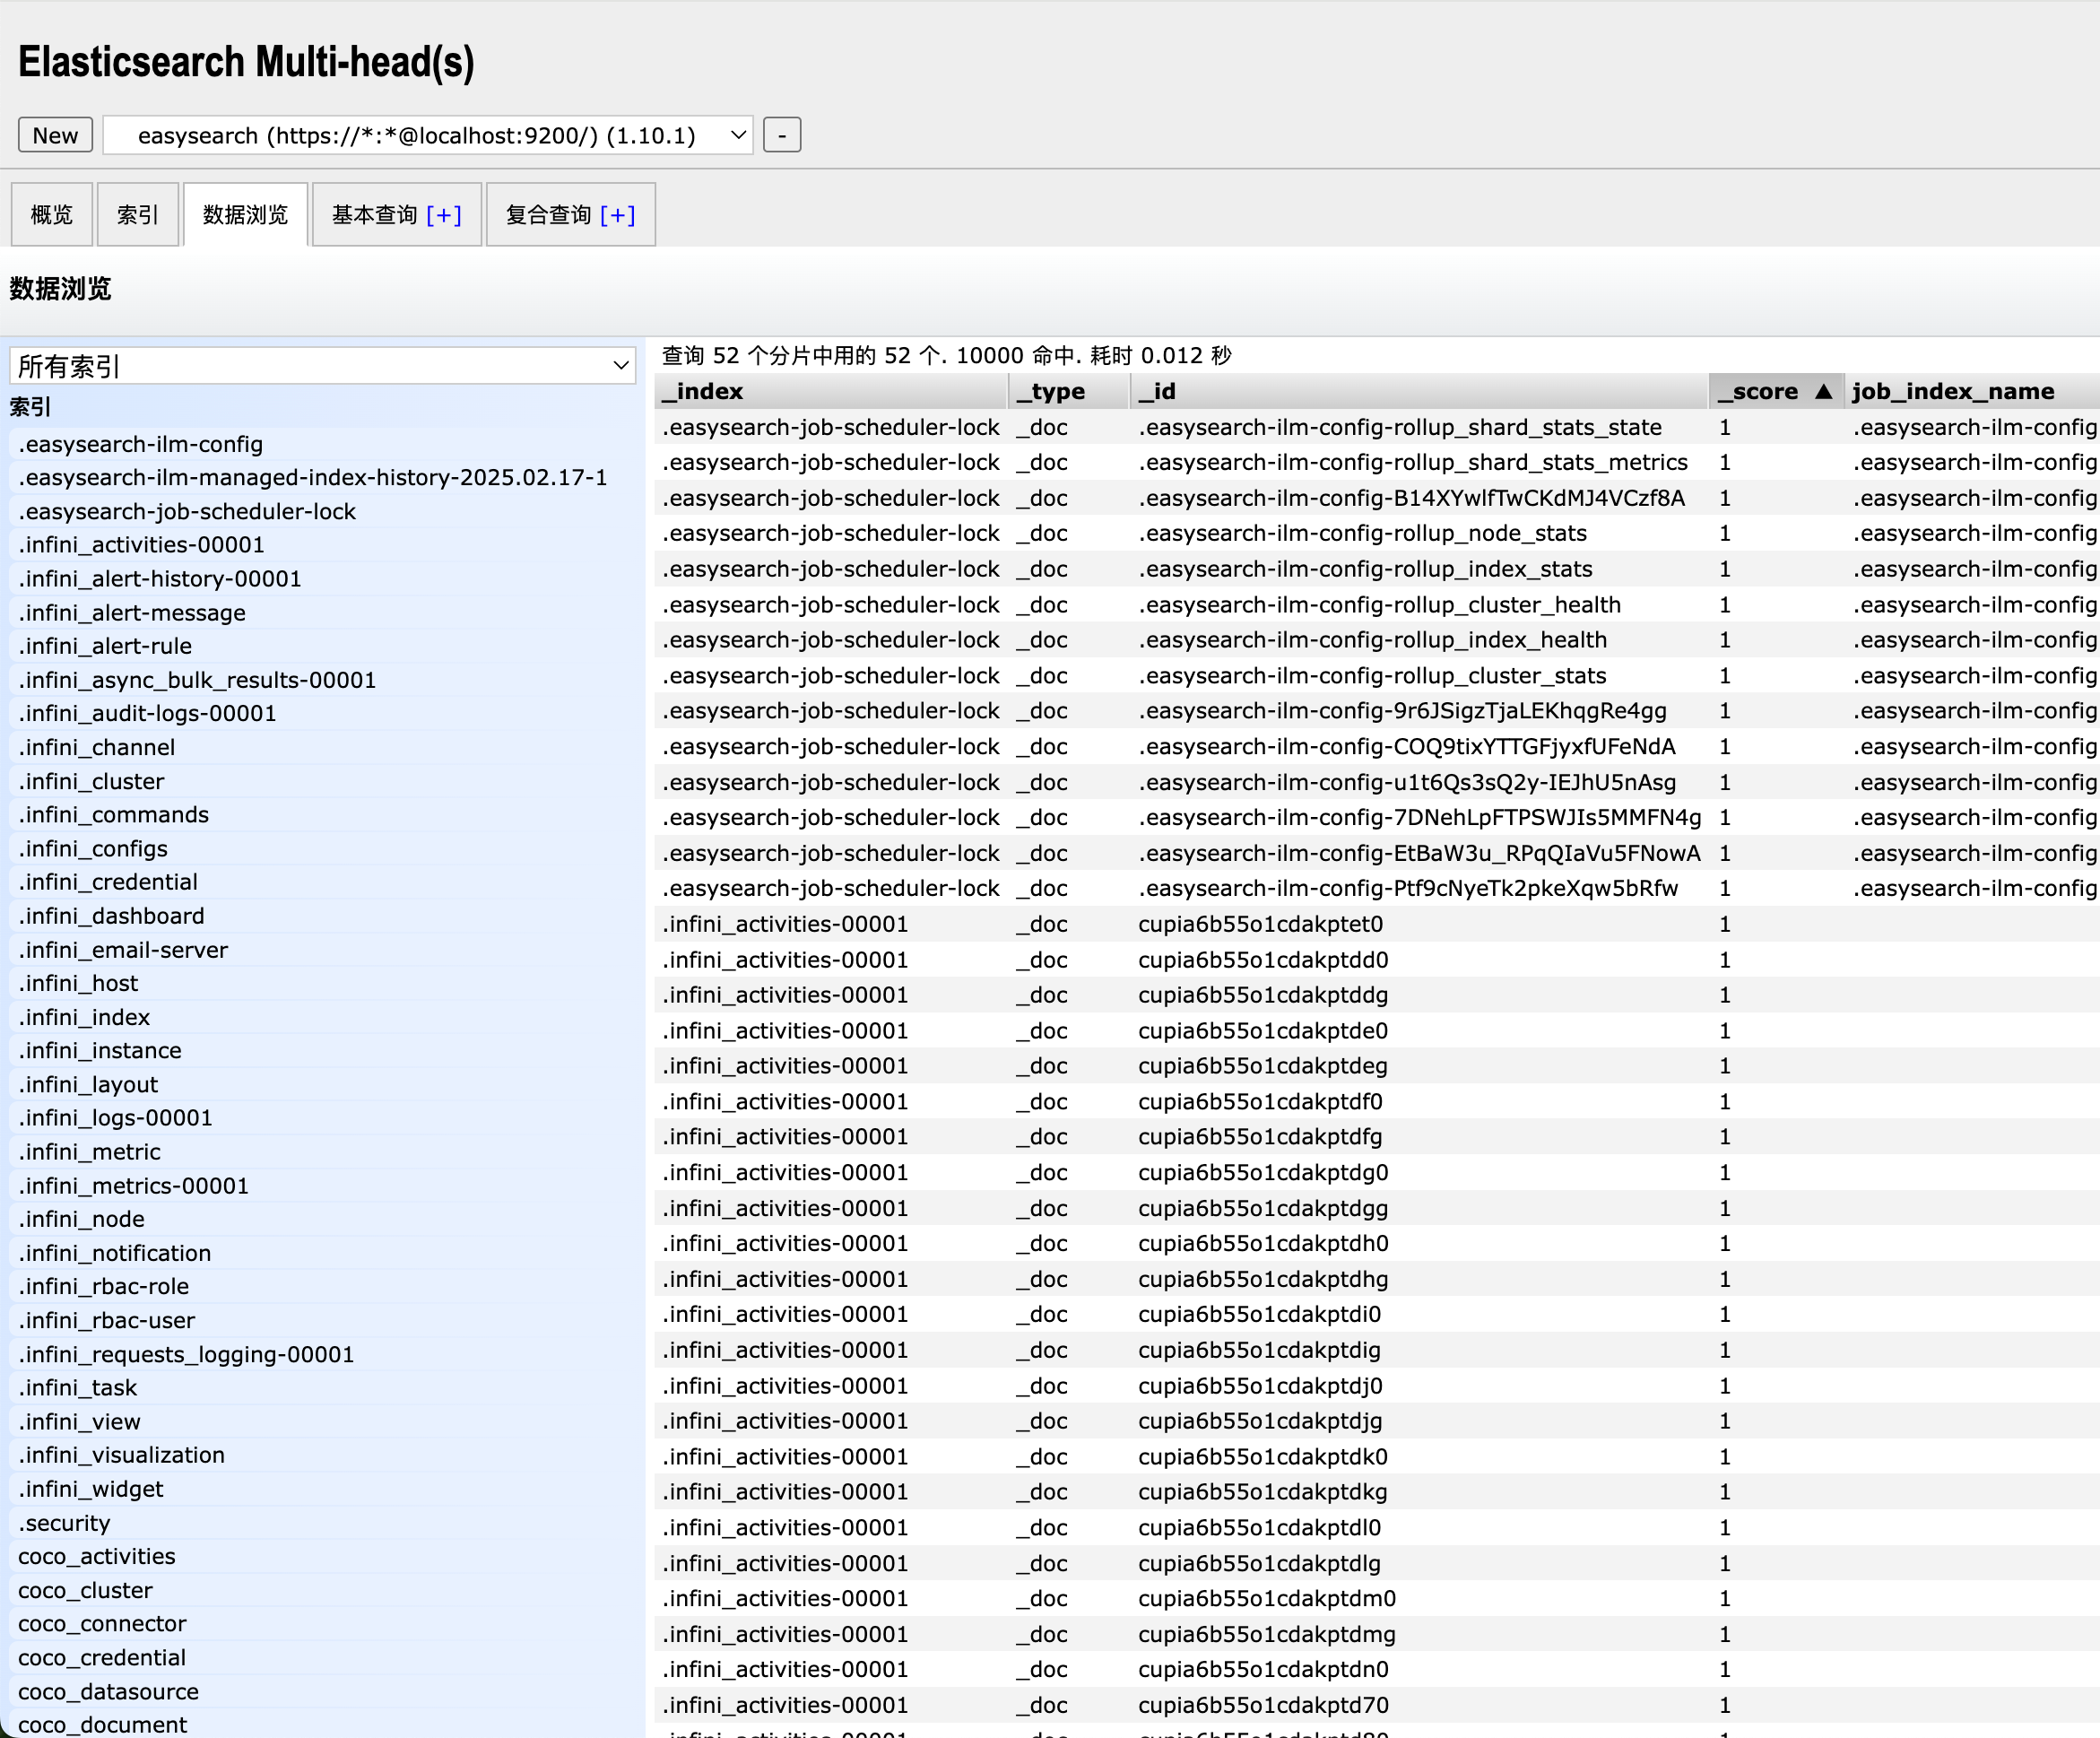 Elasticsearch Multi-head(s)
New easysearch (https://*:*@localhost:9200/) (1.10.1) -
概览 索引 数据浏览 基本查询 [+] 复合查询 [+]
数据浏览
所有索引
索引
.easysearch-ilm-config
.easysearch-ilm-managed-index-history-2025.02.17-1
.easysearch-job-scheduler-lock
.infini_activities-00001
.infini_alert-history-00001
.infini_alert-message
.infini_alert-rule
.infini_async_bulk_results-00001
.infini_audit-logs-00001
.infini_channel
.infini_cluster
.infini_commands
.infini_configs
.infini_credential
.infini_dashboard
.infini_email-server
.infini_host
.infini_index
.infini_instance
.infini_layout
.infini_logs-00001
.infini_metric
.infini_metrics-00001
.infini_node
.infini_notification
.infini_rbac-role
.infini_rbac-user
.infini_requests_logging-00001
.infini_task
.infini_view
.infini_visualization
.infini_widget
.security
coco_activities
coco_cluster
coco_connector
coco_credential
coco_datasource
coco_document
查询 52 个分片中用的 52 个. 10000 命中. 耗时 0.012 秒
_index _type _id _score ▲ job_index_name
.easysearch-job-scheduler-lock _doc .easysearch-ilm-config-rollup_shard_stats_state 1 .easysearch-ilm-config
.easysearch-job-scheduler-lock _doc .easysearch-ilm-config-rollup_shard_stats_metrics 1 .easysearch-ilm-config
.easysearch-job-scheduler-lock _doc .easysearch-ilm-config-B14XYwlfTwCKdMJ4VCzf8A 1 .easysearch-ilm-config
.easysearch-job-scheduler-lock _doc .easysearch-ilm-config-rollup_node_stats 1 .easysearch-ilm-config
.easysearch-job-scheduler-lock _doc .easysearch-ilm-config-rollup_index_stats 1 .easysearch-ilm-config
.easysearch-job-scheduler-lock _doc .easysearch-ilm-config-rollup_cluster_health 1 .easysearch-ilm-config
.easysearch-job-scheduler-lock _doc .easysearch-ilm-config-rollup_index_health 1 .easysearch-ilm-config
.easysearch-job-scheduler-lock _doc .easysearch-ilm-config-rollup_cluster_stats 1 .easysearch-ilm-config
.easysearch-job-scheduler-lock _doc .easysearch-ilm-config-9r6JSigzTjaLEKhqgRe4gg 1 .easysearch-ilm-config
.easysearch-job-scheduler-lock _doc .easysearch-ilm-config-COQ9tixYTTGFjyxfUFeNdA 1 .easysearch-ilm-config
.easysearch-job-scheduler-lock _doc .easysearch-ilm-config-u1t6Qs3sQ2y-IEJhU5nAsg 1 .easysearch-ilm-config
.easysearch-job-scheduler-lock _doc .easysearch-ilm-config-7DNehLpFTPSWJIs5MMFN4g 1 .easysearch-ilm-config
.easysearch-job-scheduler-lock _doc .easysearch-ilm-config-EtBaW3u_RPqQIaVu5FNowA 1 .easysearch-ilm-config
.easysearch-job-scheduler-lock _doc .easysearch-ilm-config-Ptf9cNyeTk2pkeXqw5bRfw 1 .easysearch-ilm-config
.infini_activities-00001 _doc cupia6b55o1cdakptet0 1
.infini_activities-00001 _doc cupia6b55o1cdakptdd0 1
.infini_activities-00001 _doc cupia6b55o1cdakptddg 1
.infini_activities-00001 _doc cupia6b55o1cdakptde0 1
.infini_activities-00001 _doc cupia6b55o1cdakptdeg 1
.infini_activities-00001 _doc cupia6b55o1cdakptdf0 1
.infini_activities-00001 _doc cupia6b55o1cdakptdfg 1
.infini_activities-00001 _doc cupia6b55o1cdakptdg0 1
.infini_activities-00001 _doc cupia6b55o1cdakptdgg 1
.infini_activities-00001 _doc cupia6b55o1cdakptdh0 1
.infini_activities-00001 _doc cupia6b55o1cdakptdhg 1
.infini_activities-00001 _doc cupia6b55o1cdakptdi0 1
.infini_activities-00001 _doc cupia6b55o1cdakptdig 1
.infini_activities-00001 _doc cupia6b55o1cdakptdj0 1
.infini_activities-00001 _doc cupia6b55o1cdakptdjg 1
.infini_activities-00001 _doc cupia6b55o1cdakptdk0 1
.infini_activities-00001 _doc cupia6b55o1cdakptdkg 1
.infini_activities-00001 _doc cupia6b55o1cdakptdl0 1
.infini_activities-00001 _doc cupia6b55o1cdakptdlg 1
.infini_activities-00001 _doc cupia6b55o1cdakptdm0 1
.infini_activities-00001 _doc cupia6b55o1cdakptdmg 1
.infini_activities-00001 _doc cupia6b55o1cdakptdn0 1
.infini_activities-00001 _doc cupia6b55o1cdakptd70 1